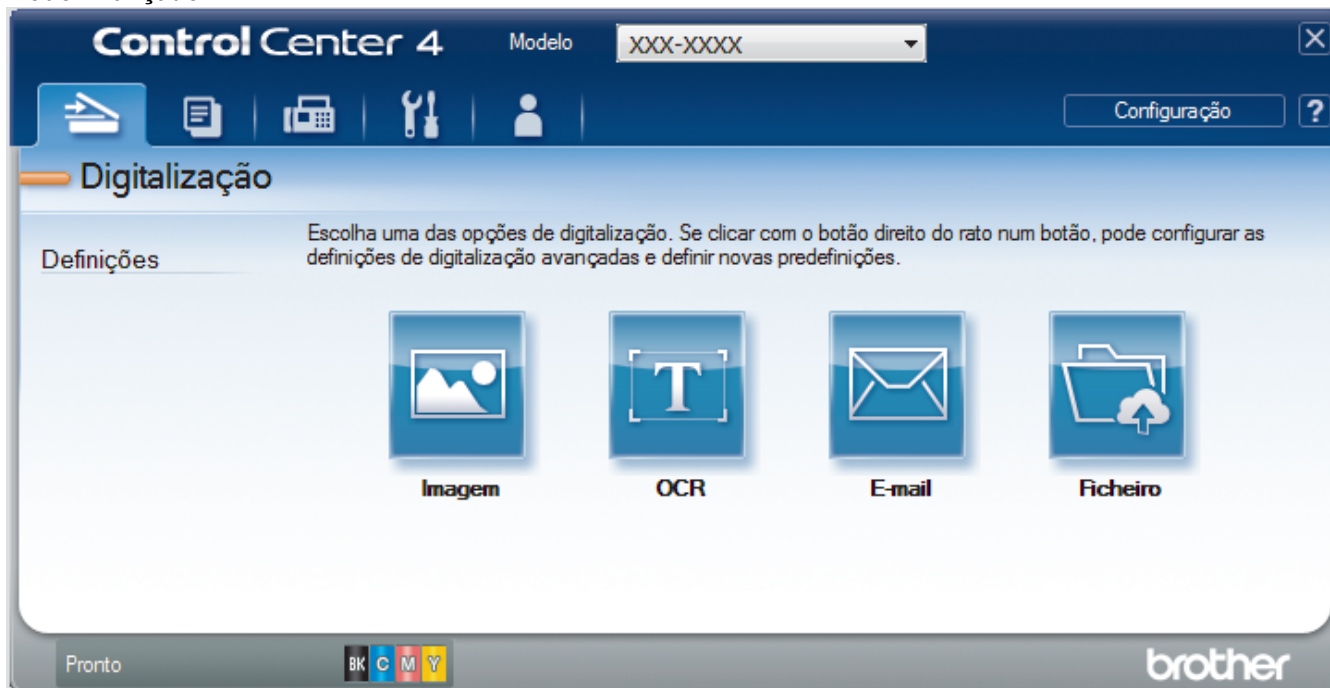 ControlCenter 4 Modelo XXX-XXXX X
Configuração ?
Digitalização
Definições
Escolha uma das opções de digitalização. Se clicar com o botão direito do rato num botão, pode configurar as
definições de digitalização avançadas e definir novas predefinições.
T
Imagem OCR E-mail Ficheiro
Pronto BK C M Y brother